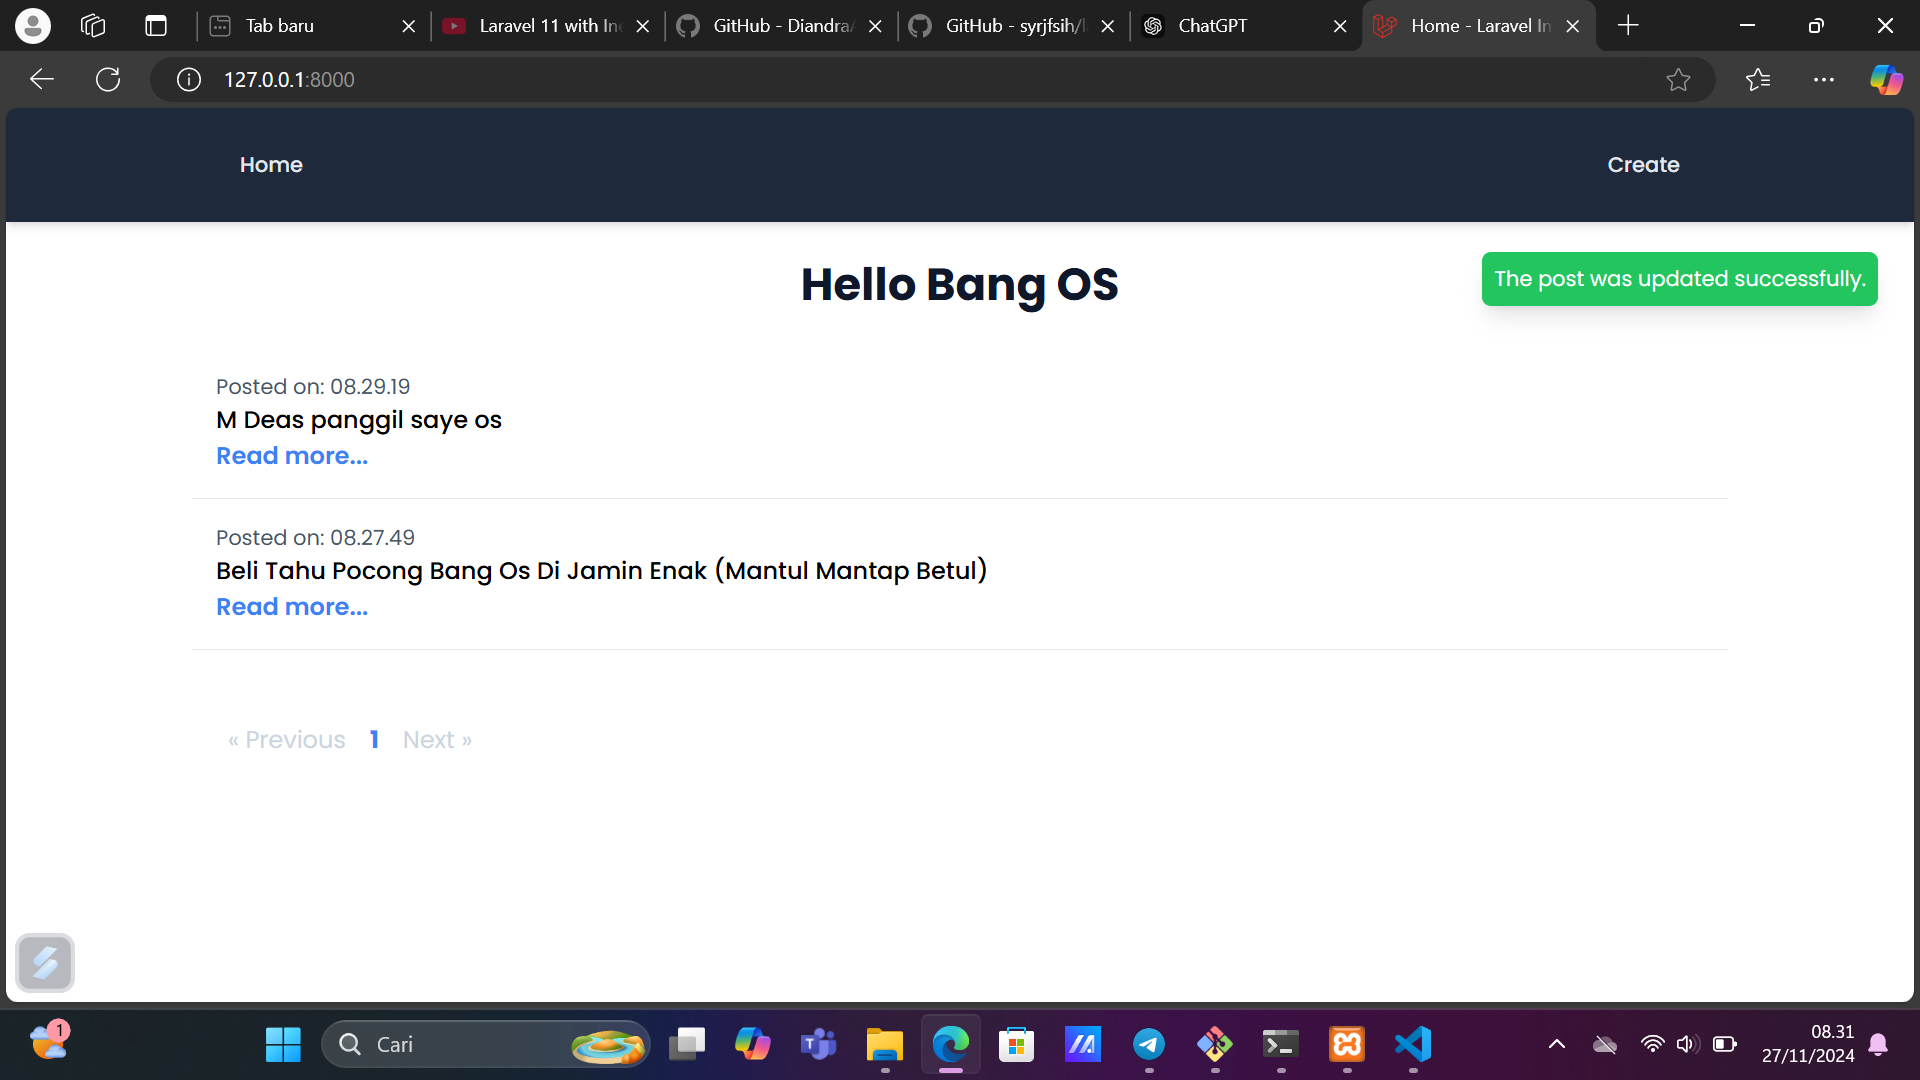 Tab baru
Laravel 11 with Ine
GitHub - Diandra
GitHub - syrjfsih/l
ChatGPT
Home - Laravel In
127.0.0.1:8000
Home
Create
Hello Bang OS
The post was updated successfully.
Posted on: 08.29.19
M Deas panggil saye os
Read more...
Posted on: 08.27.49
Beli Tahu Pocong Bang Os Di Jamin Enak (Mantul Mantap Betul)
Read more...
« Previous 1 Next »
1
Cari
08.31
27/11/2024